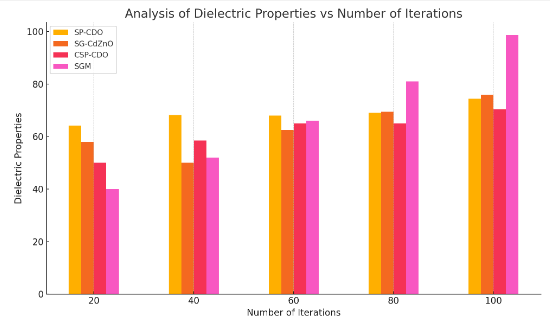 Analysis of Dielectric Properties vs Number of Iterations
SP-CDO
SG-CdZnO
CSP-CDO
SGM
100
80
60
40
20
0
Dielectric Properties
20 40 60 80 100
Number of Iterations